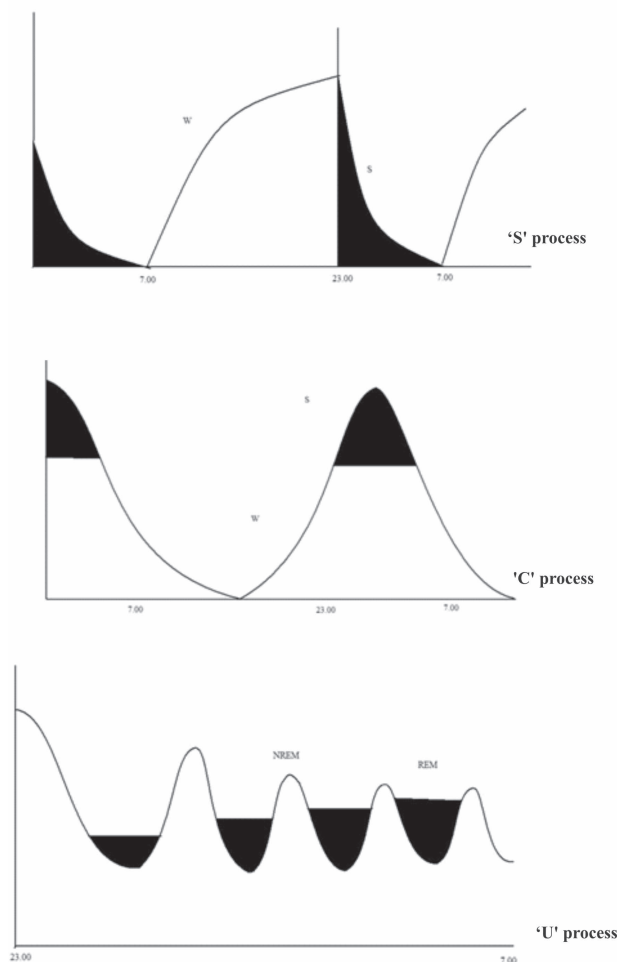 W
S
‘S' process
7.00
23.00
7.00
S
W
'C' process
7.00
23.00
7.00
NREM
REM
‘U' process
23.00
7.00